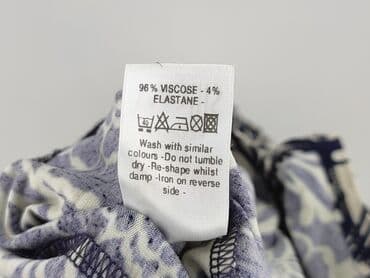 96% VISCOSE - 4%
ELASTANE -
40
Wash with similar
colours -Do not tumble
dry -Re-shape whilst
damp -Iron on reverse
side -